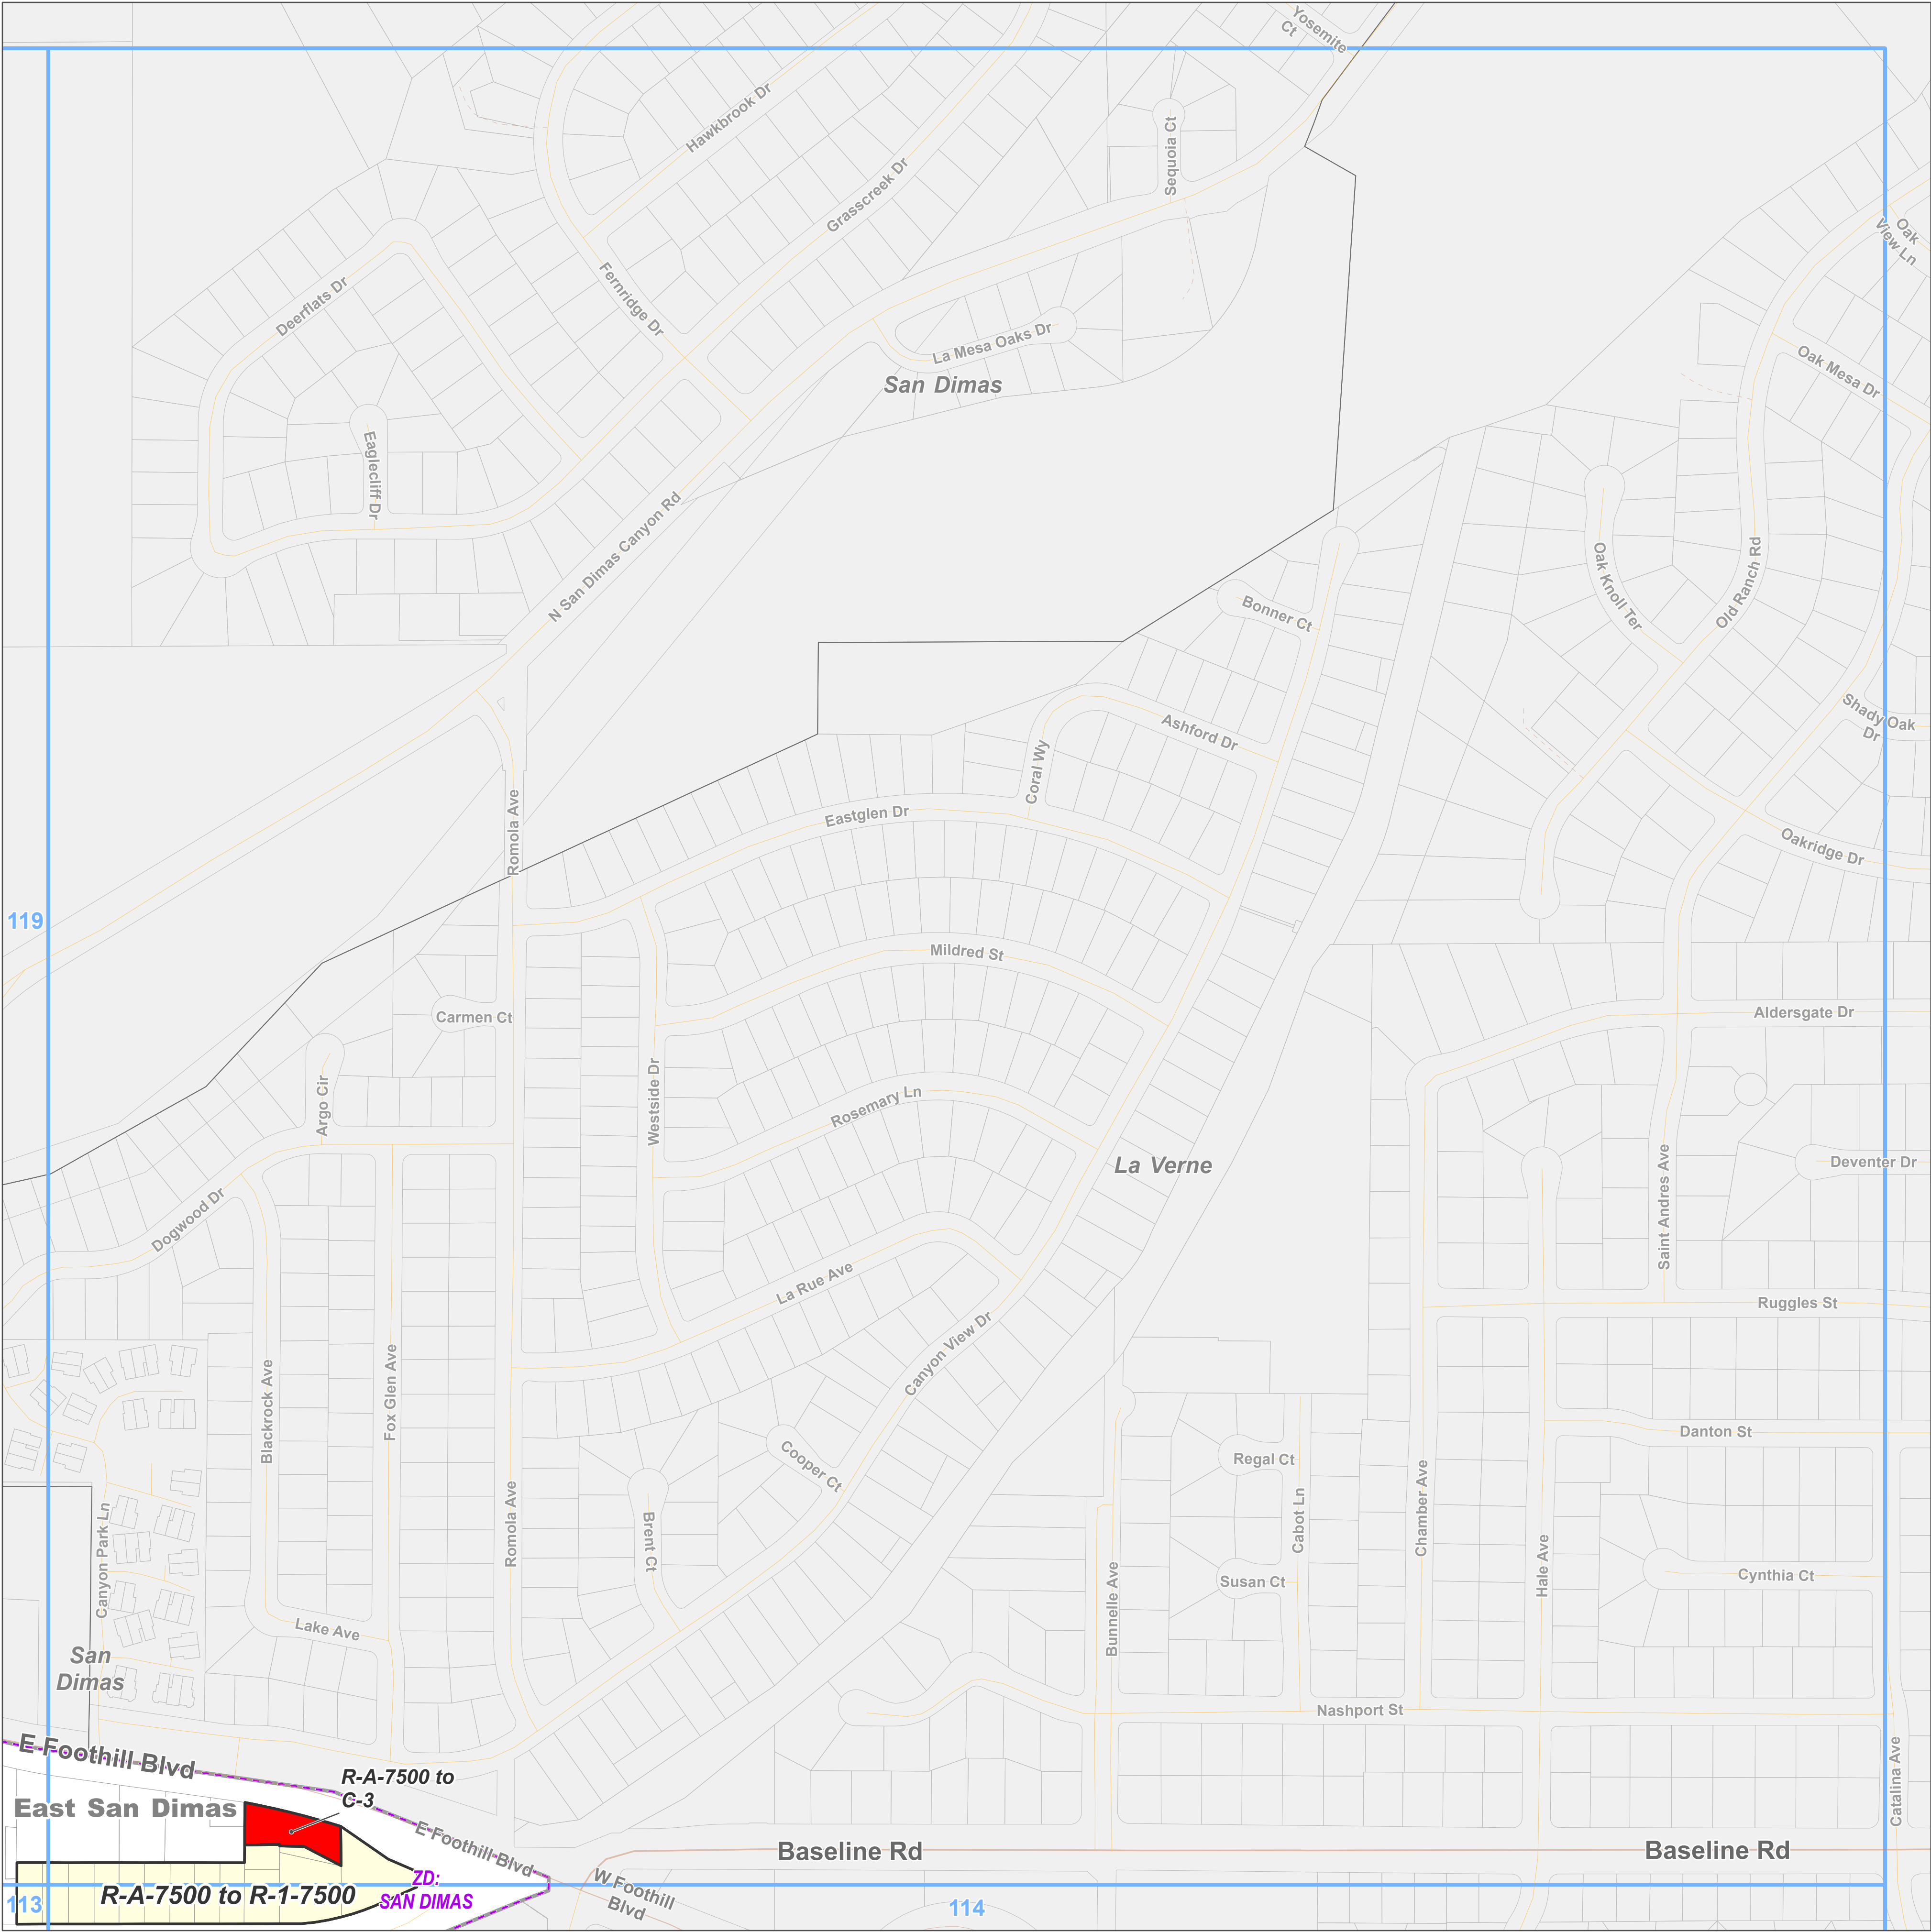 Yosemite
Ct
Hawkbrook Dr
Sequoia Ct
Grasscreek Dr
Oak
View Ln
Fernridge Dr
Deerflats Dr
La Mesa Oaks Dr
Oak Mesa Dr
San Dimas
Eaglecliff Dr
N San Dimas Canyon Rd
Oak Knoll Ter
Old Ranch Rd
Bonner Ct
Shady Oak
Dr
Ashford Dr
Coral Wy
Romola Ave
Eastglen Dr
Oakridge Dr
119
Mildred St
Carmen Ct
Aldersgate Dr
Argo Cir
Westside Dr
Rosemary Ln
La Verne
Deventer Dr
Saint Andres Ave
Dogwood Dr
La Rue Ave
Ruggles St
Canyon View Dr
Blackrock Ave
Fox Glen Ave
Danton St
Cooper Ct
Regal Ct
Canyon Park Ln
Romola Ave
Brent Ct
Cabot Ln
Chamber Ave
Hale Ave
Bunnelle Ave
Susan Ct
Cynthia Ct
Lake Ave
San
Dimas
Nashport St
E Foothill Blvd
R-A-7500 to
C-3
East San Dimas
E Foothill Blvd
Baseline Rd
Baseline Rd
Catalina Ave
ZD:
SAN DIMAS
R-A-7500 to R-1-7500
W Foothill
Blvd
113
114